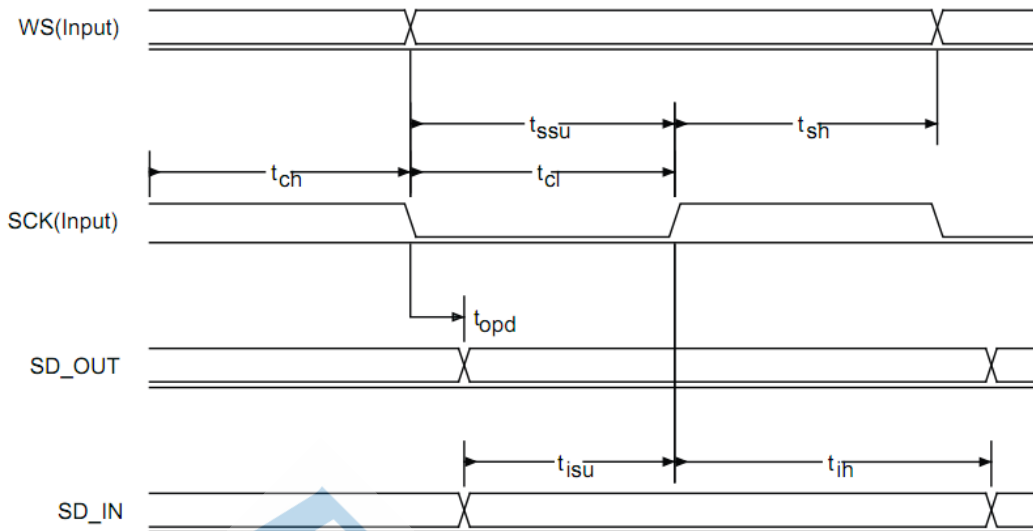 WS(Input)
tssu
tsh
tch
tcl
SCK(Input)
topd
SD_OUT
tisu
tih
SD_IN